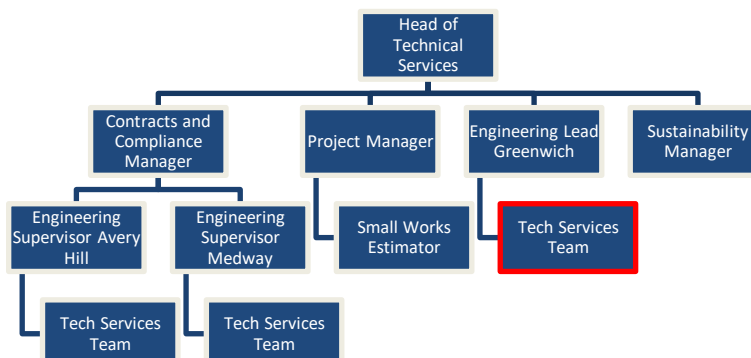 Head of
Technical
Services
Contracts and
Compliance
Manager
Project Manager
Engineering Lead
Greenwich
Sustainability
Manager
Engineering
Supervisor Avery
Hill
Engineering
Supervisor
Medway
Small Works
Estimator
Tech Services
Team
Tech Services
Team
Tech Services
Team